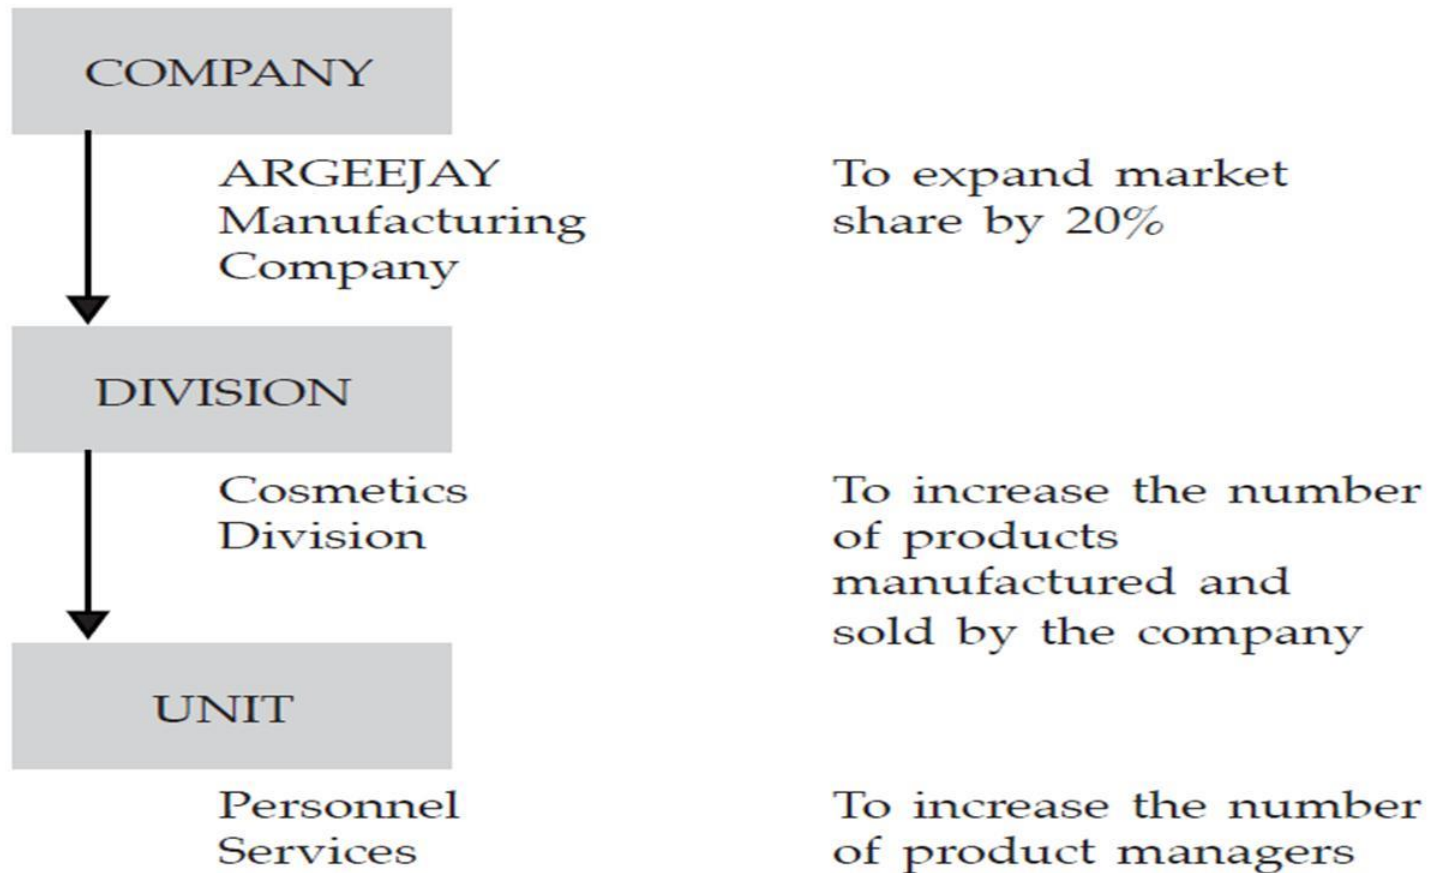 COMPANY
ARGEEJAY
Manufacturing
Company
To expand market
share by 20%
DIVISION
Cosmetics
Division
To increase the number
of products
manufactured and
sold by the company
UNIT
Personnel
Services
To increase the number
of product managers